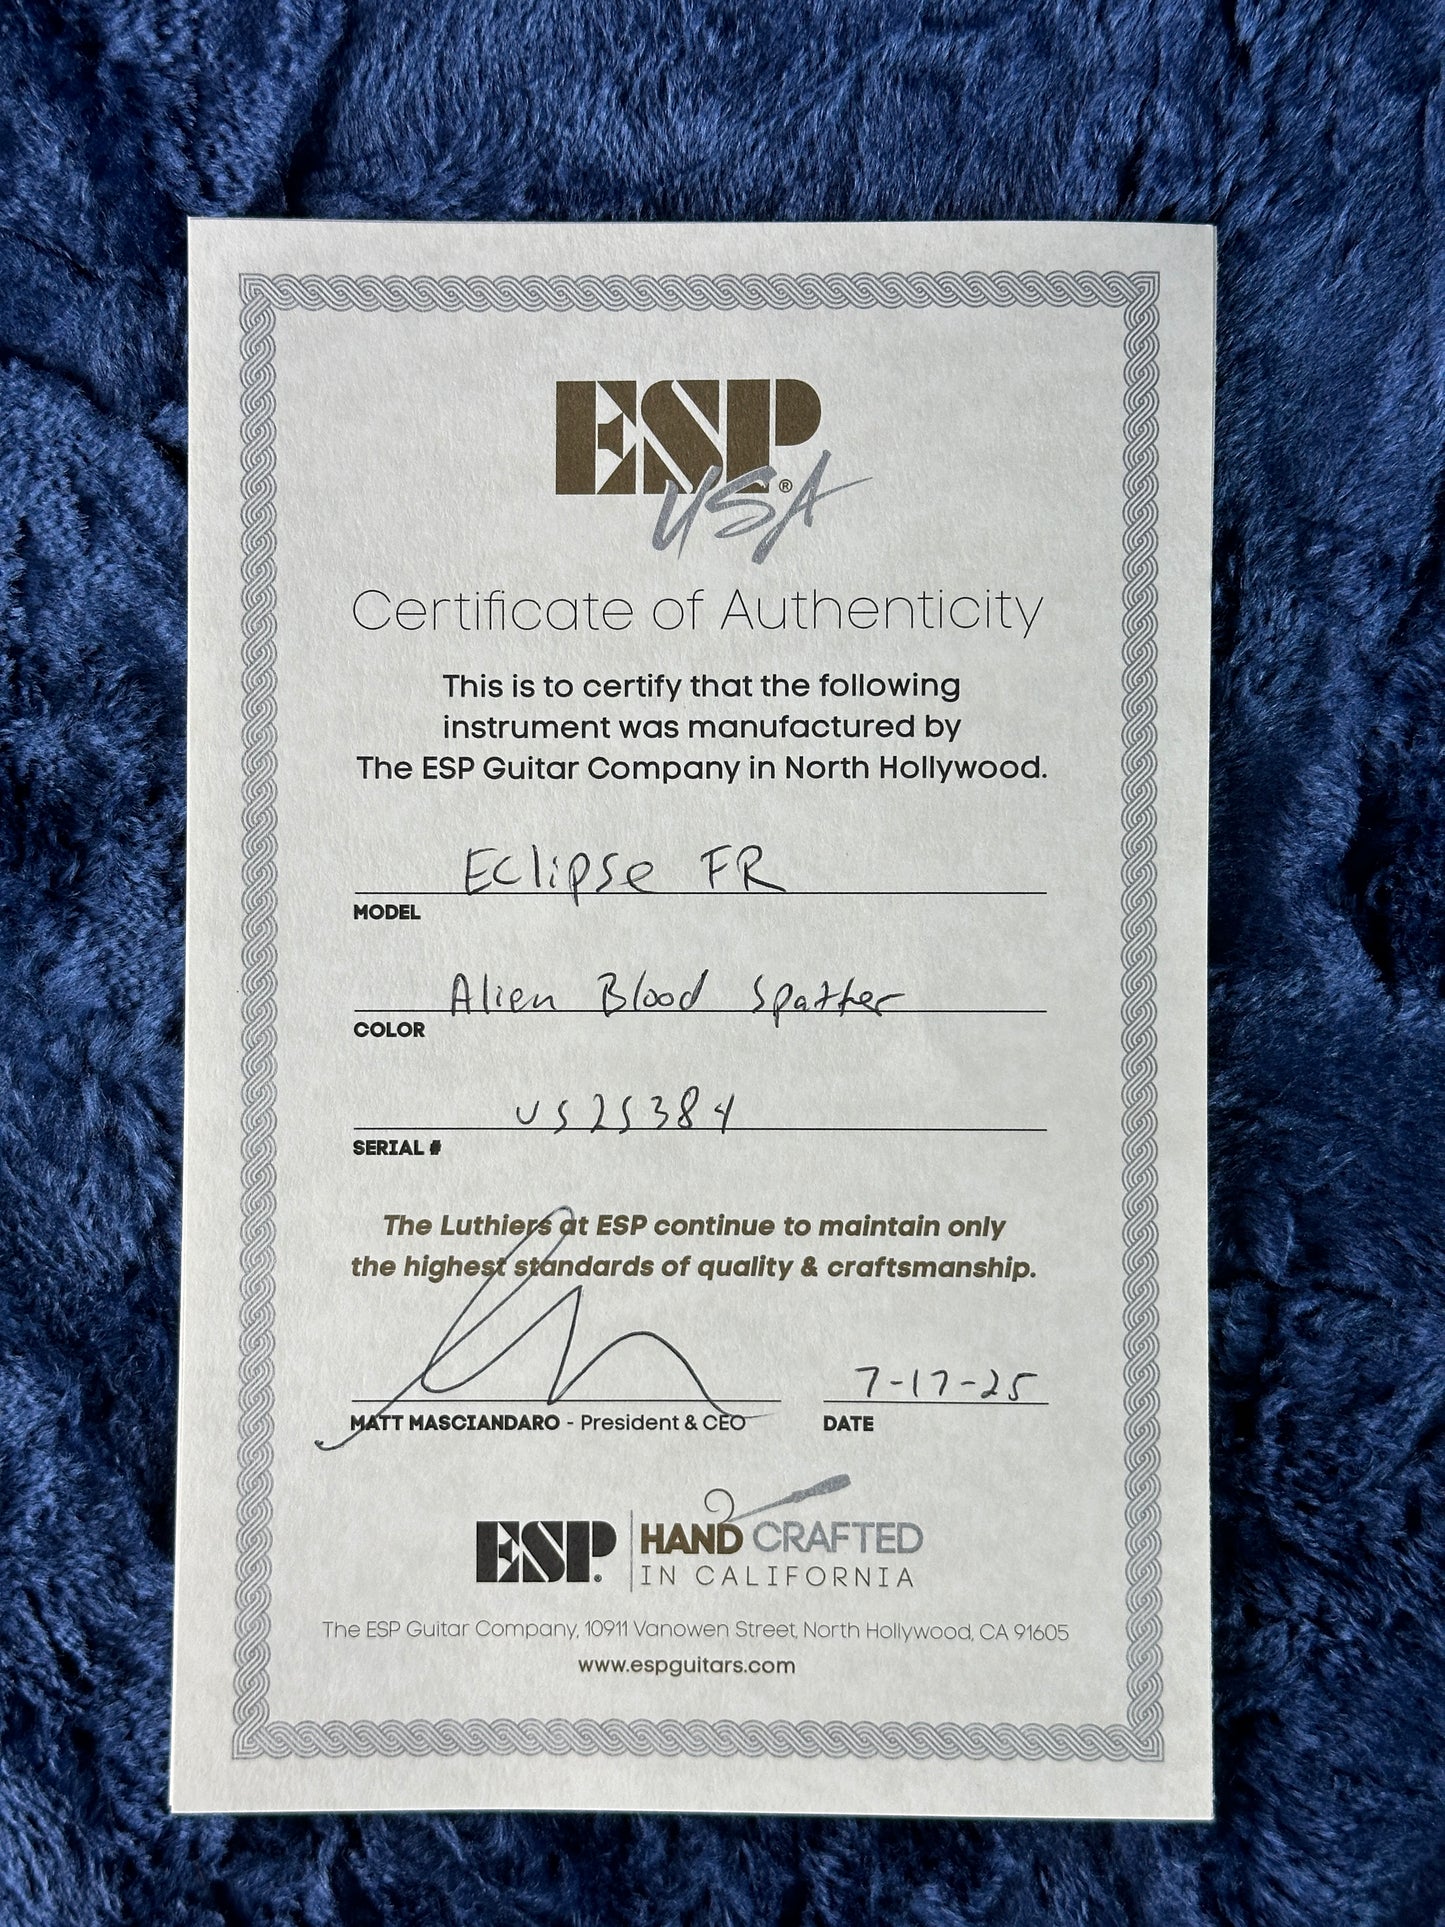 ESP
USA®
Certificate of Authenticity
This is to certify that the following
instrument was manufactured by
The ESP Guitar Company in North Hollywood.
Eclipse FR
MODEL
Alien Blood Spatter
COLOR
US25384
SERIAL #
The Luthiers at ESP continue to maintain only
the highest standards of quality & craftsmanship.
7-17-25
MATT MASCIANDARO - President & CEO DATE
ESP® HAND CRAFTED
IN CALIFORNIA
The ESP Guitar Company, 10911 Vanowen Street, North Hollywood, CA 91605
www.espguitars.com